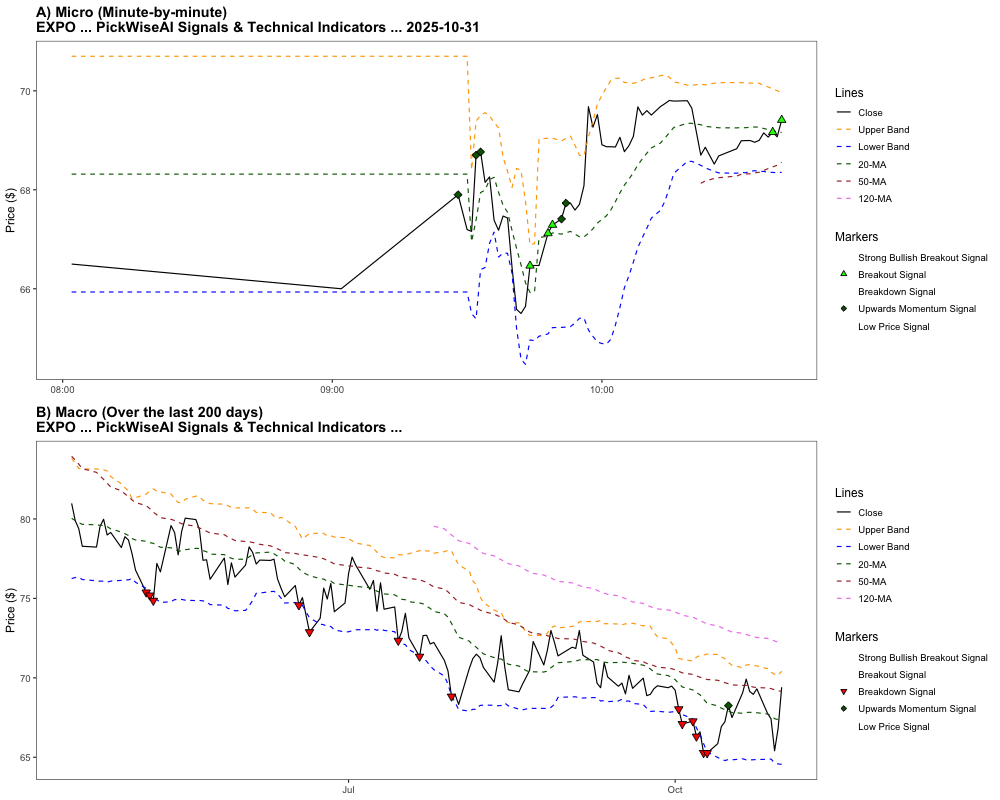 A) Micro (Minute-by-minute)
EXPO ... PickWiseAI Signals & Technical Indicators ... 2025-10-31
Price ($)
70
68
66
08:00
09:00
10:00
Lines
Close
Upper Band
Lower Band
20-MA
50-MA
120-MA
Markers
Strong Bullish Breakout Signal
Breakout Signal
Breakdown Signal
Upwards Momentum Signal
Low Price Signal
B) Macro (Over the last 200 days)
EXPO ... PickWiseAI Signals & Technical Indicators ...
Price ($)
80
75
70
65
Jul
Oct
Lines
Close
Upper Band
Lower Band
20-MA
50-MA
120-MA
Markers
Strong Bullish Breakout Signal
Breakout Signal
Breakdown Signal
Upwards Momentum Signal
Low Price Signal